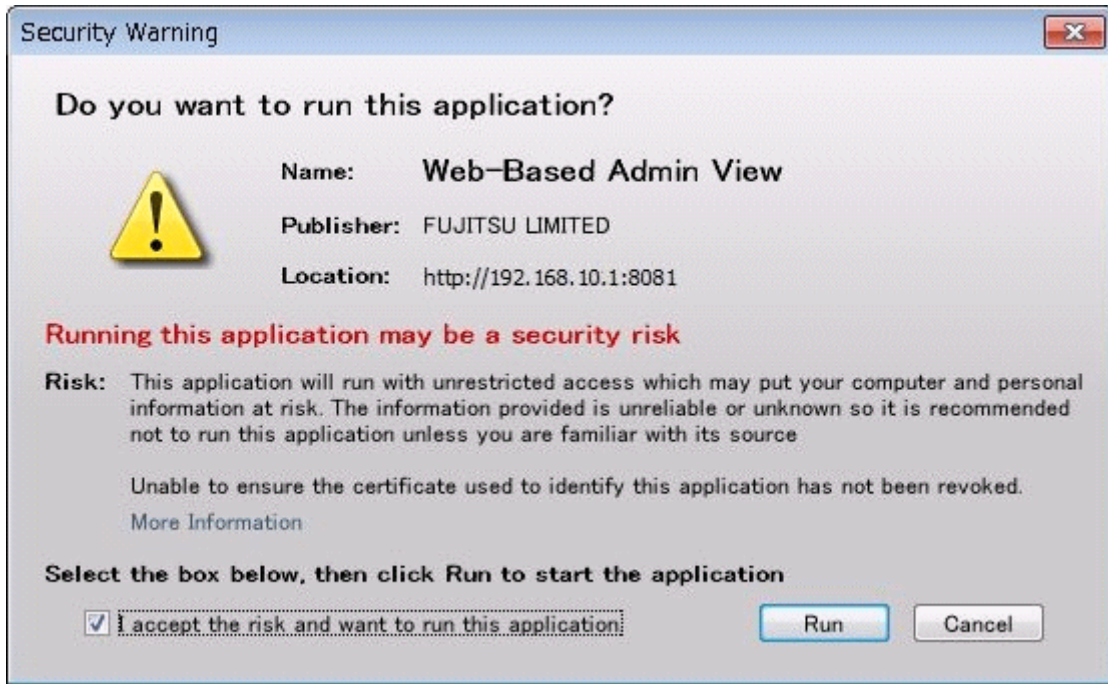 Security Warning
Do you want to run this application?
Name: Web-Based Admin View
Publisher: FUJITSU LIMITED
Location: http://192.168.10.1:8081
Running this application may be a security risk
Risk: This application will run with unrestricted access which may put your computer and personal
information at risk. The information provided is unreliable or unknown so it is recommended
not to run this application unless you are familiar with its source
Unable to ensure the certificate used to identify this application has not been revoked.
More Information
Select the box below, then click Run to start the application
I accept the risk and want to run this application
Run Cancel